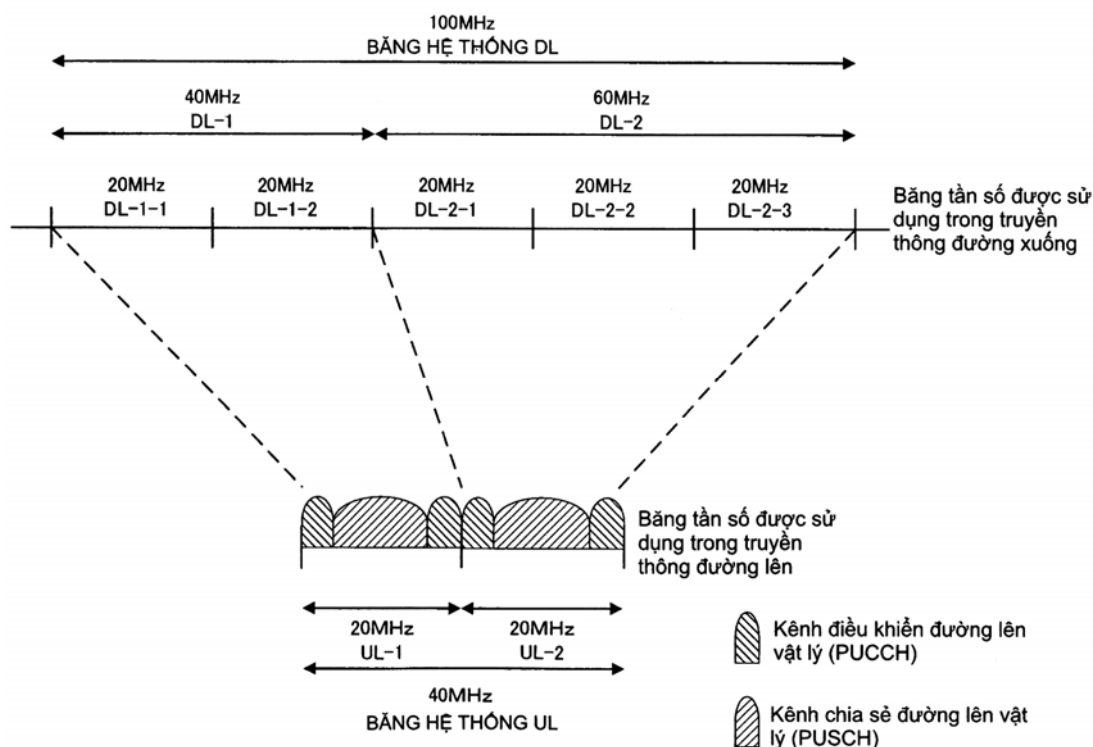 100MHz
BĂNG HỆ THỐNG DL
40MHz
DL-1
60MHz
DL-2
20MHz
DL-1-1
20MHz
DL-1-2
20MHz
DL-2-1
20MHz
DL-2-2
20MHz
DL-2-3
Băng tần số được sử
dụng trong truyền
thông đường xuống
Băng tần số được sử
dụng trong truyền
thông đường lên
20MHz
UL-1
20MHz
UL-2
40MHz
BĂNG HỆ THỐNG UL
Kênh điều khiển đường lên
vật lý (PUCCH)
Kênh chia sẻ đường lên vật
lý (PUSCH)